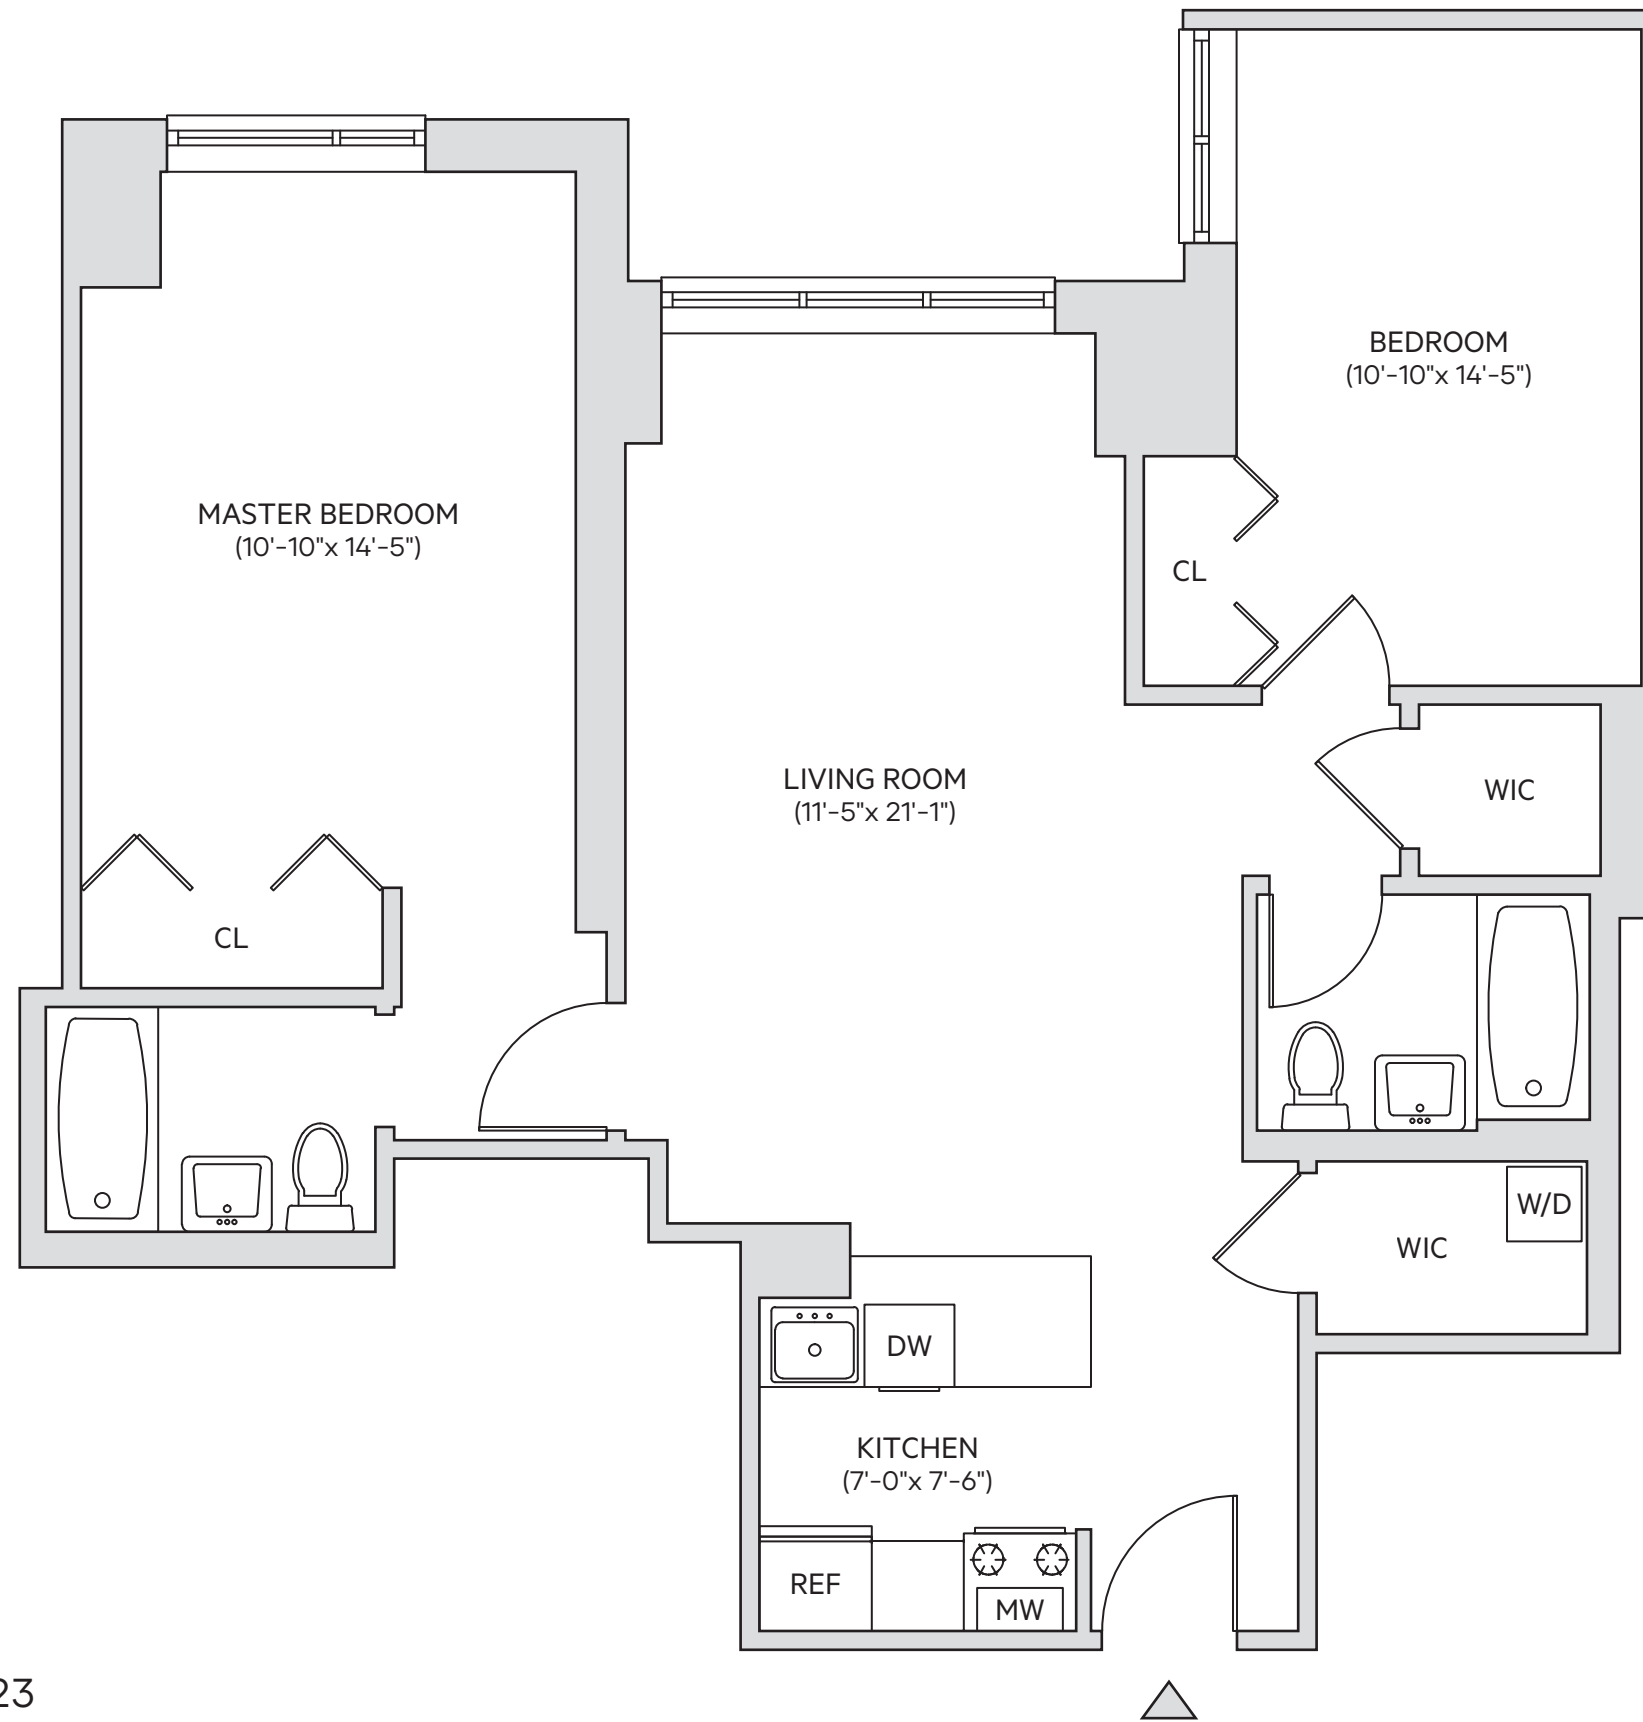 BEDROOM
(10'-10"x 14'-5")
MASTER BEDROOM
(10'-10"x 14'-5")
CL
LIVING ROOM
(11'-5"x 21'-1")
WIC
CL
W/D
WIC
DW
KITCHEN
(7'-0"x 7'-6")
REF
MW
23